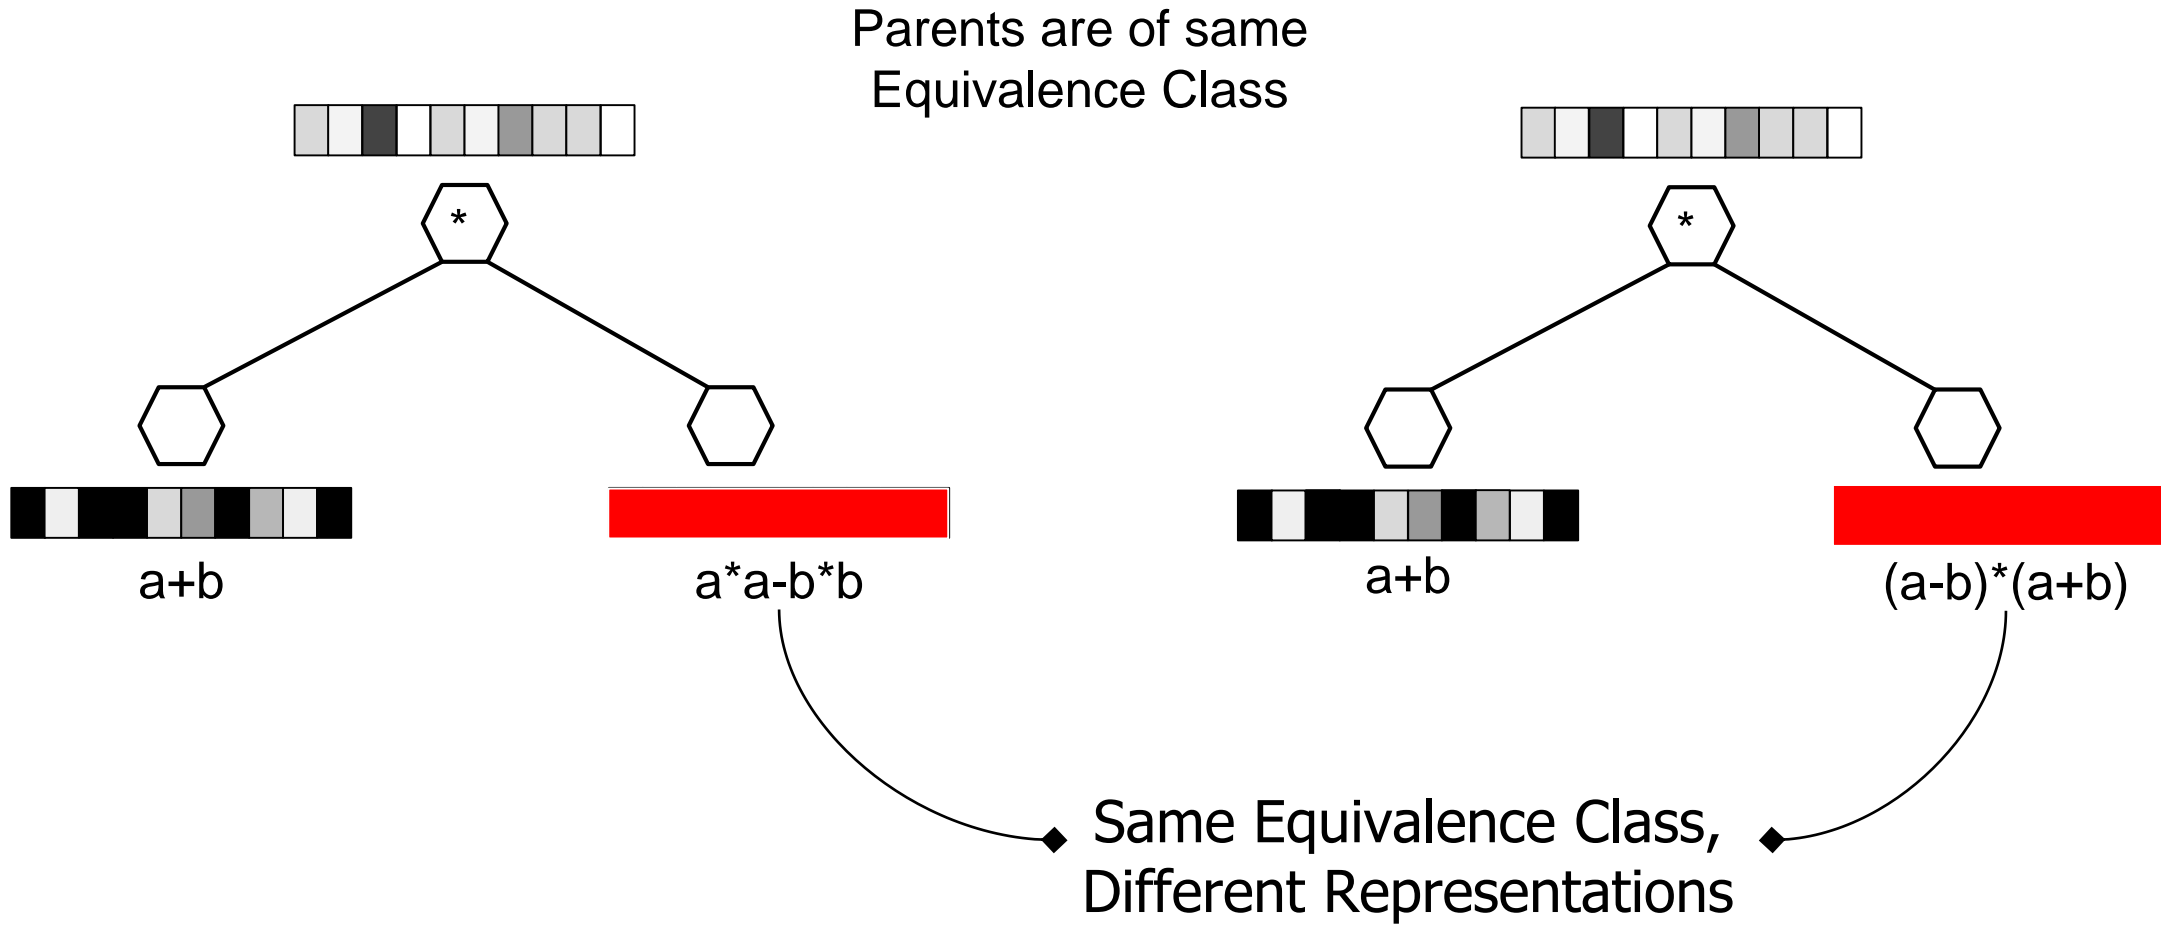 Parents are of same
Equivalence Class
*
*
a+b
a*a-b*b
a+b
(a-b)*(a+b)
Same Equivalence Class,
Different Representations